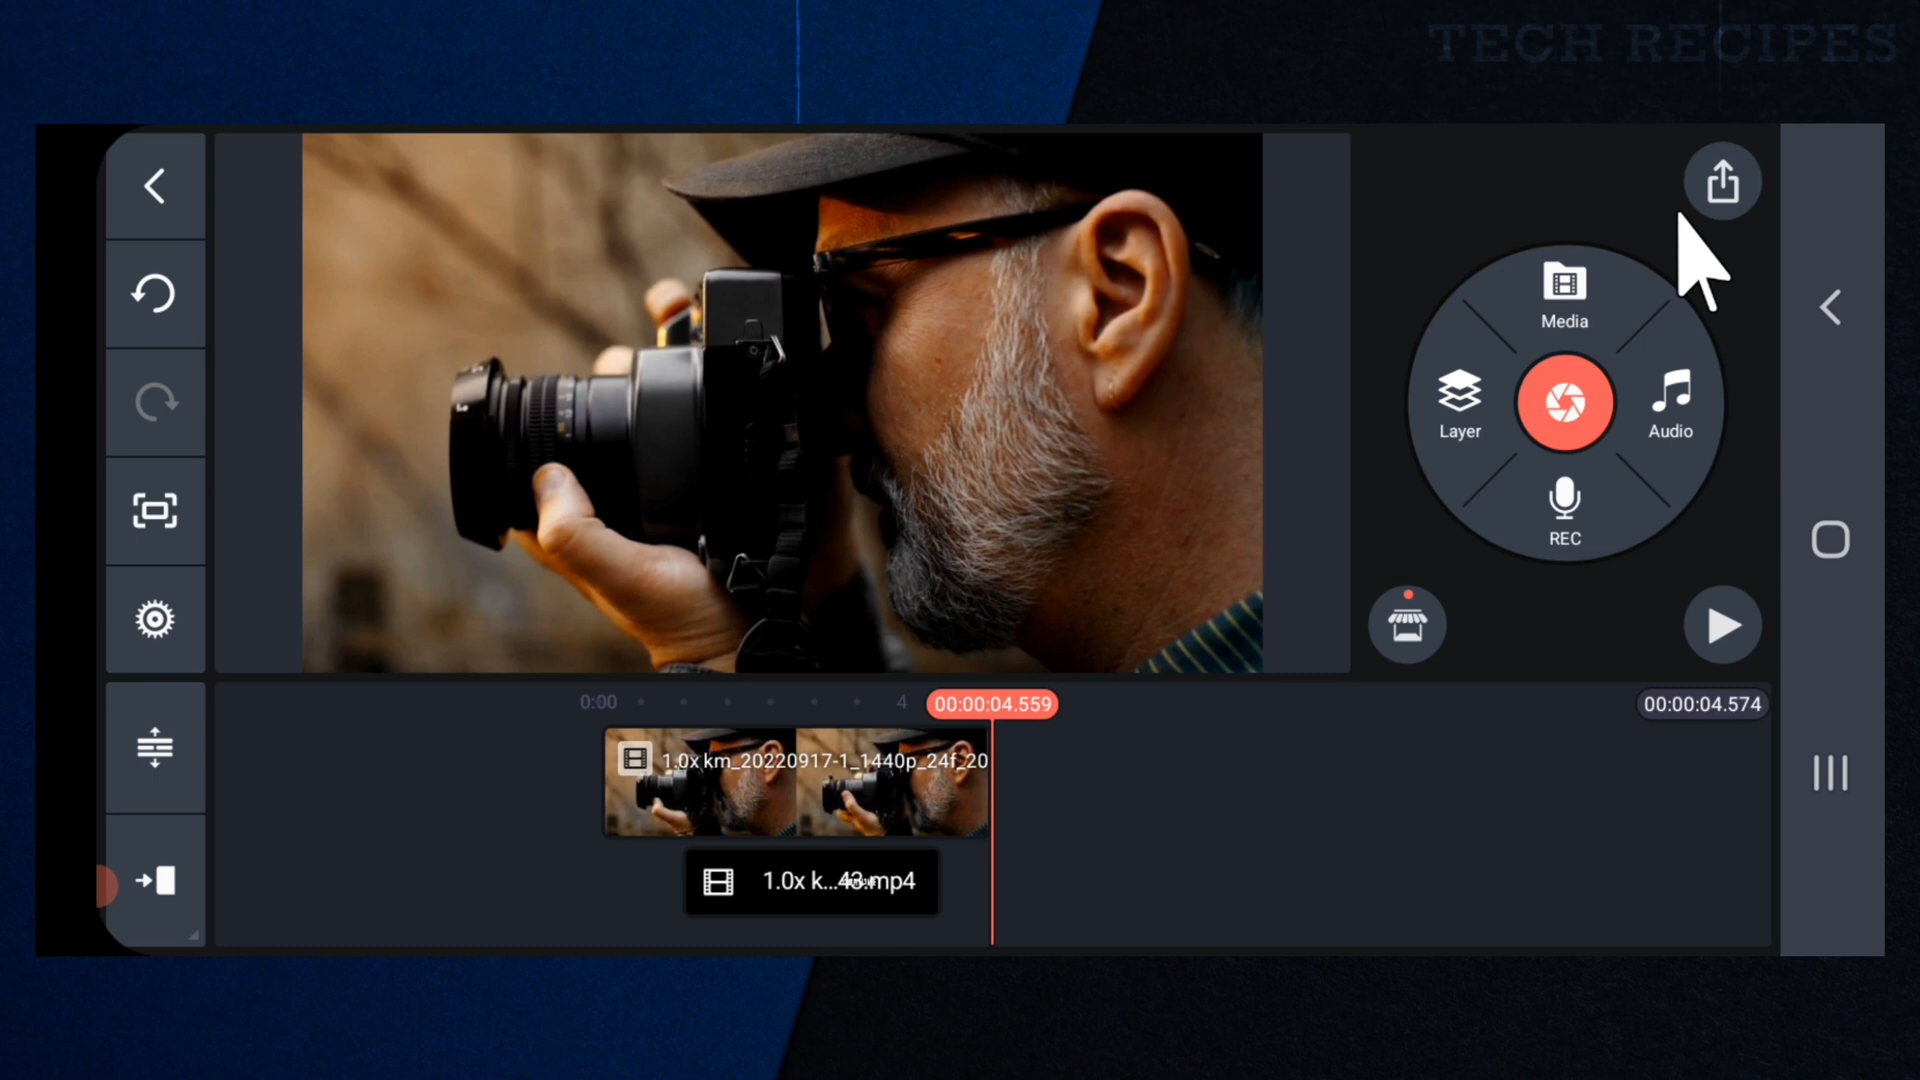 TECH RECIPES
Media
Layer
Audio
REC
0:00
4
00:00:04.559
00:00:04.574
1.0x km_20220917-1_1440p_24f_20
1.0x k...43.mp4